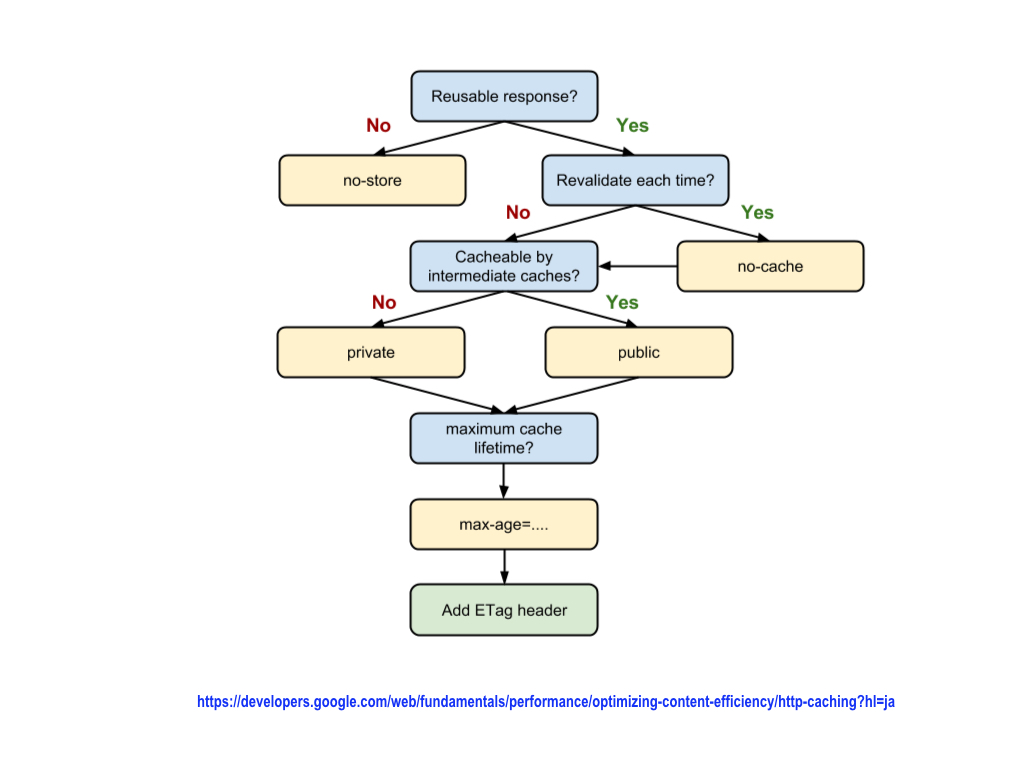 Reusable response?
No
Yes
no-store
Revalidate each time?
No
Yes
Cacheable by
intermediate caches?
no-cache
No
Yes
private
public
maximum cache
lifetime?
max-age=....
Add ETag header
https://developers.google.com/web/fundamentals/performance/optimizing-content-efficiency/http-caching?hl=ja